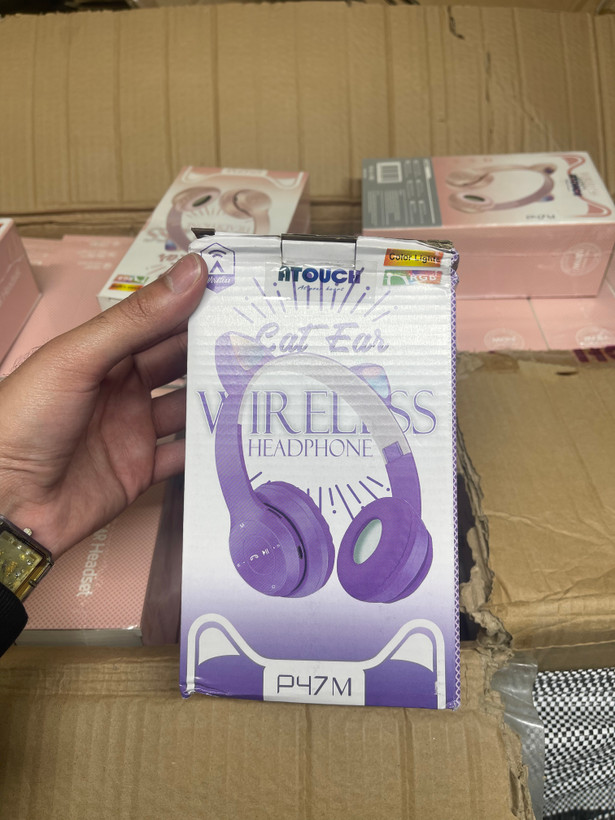 ATOUCH
Color Light
RGB
Cat Ear
WIRELESS
HEADPHONE
P47M
Headset